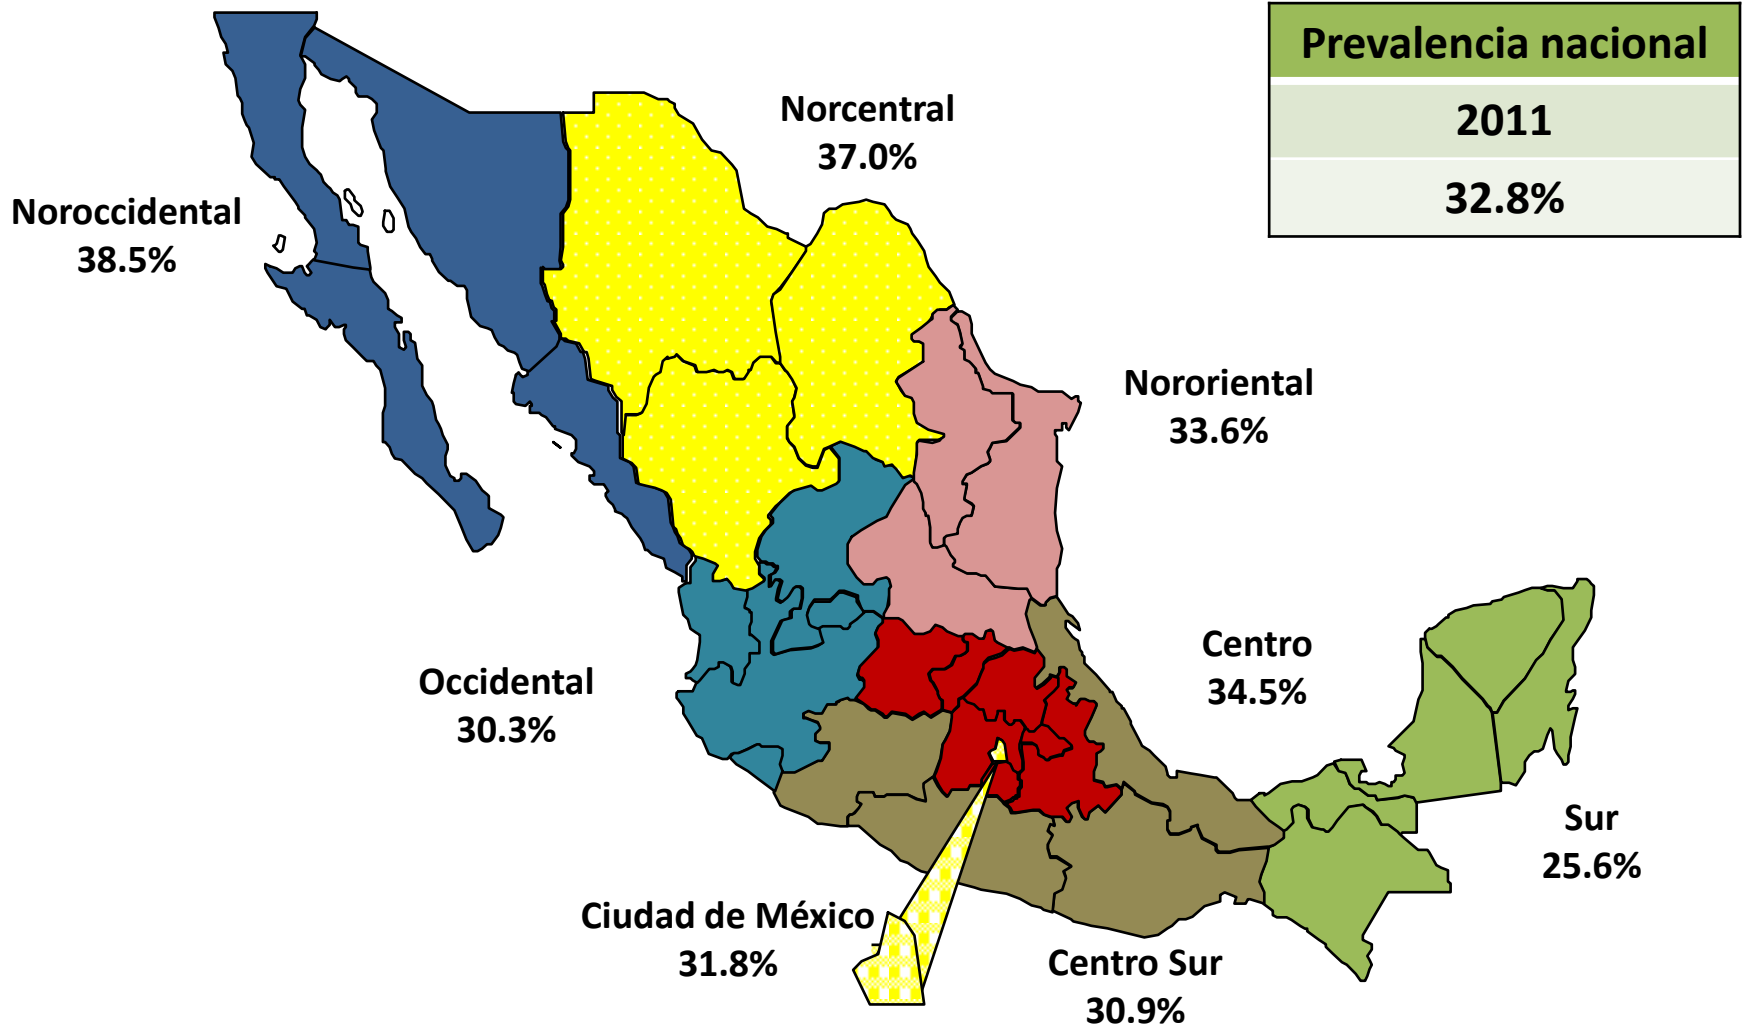 Prevalencia nacional
2011
32.8%
Norcentral
37.0%
Noroccidental
38.5%
Nororiental
33.6%
Centro
34.5%
Occidental
30.3%
Sur
25.6%
Ciudad de México
31.8%
Centro Sur
30.9%